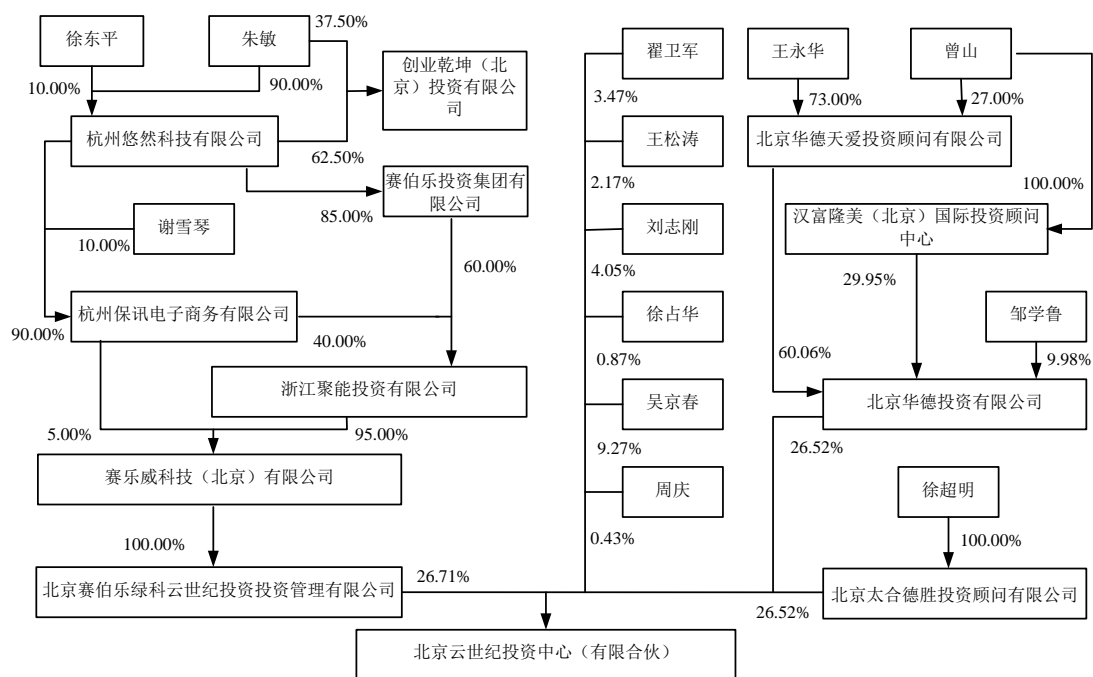 37.50%
徐东平
朱敏
翟卫军
王永华
曾山
创业乾坤（北
京）投资有限公
司
10.00%
90.00%
3.47%
73.00%
27.00%
杭州悠然科技有限公司
王松涛
北京华德天爱投资顾问有限公司
62.50%
赛伯乐投资集团有
限公司
2.17%
100.00%
85.00%
谢雪琴
刘志刚
汉富隆美（北京）国际投资顾问
中心
10.00%
60.00%
4.05%
29.95%
杭州保讯电子商务有限公司
徐占华
邹学鲁
90.00%
40.00%
0.87%
60.06%
9.98%
浙江聚能投资有限公司
吴京春
北京华德投资有限公司
5.00%
95.00%
9.27%
26.52%
赛乐威科技（北京）有限公司
周庆
徐超明
100.00%
0.43%
100.00%
北京赛伯乐绿科云世纪投资投资管理有限公司
26.71%
北京太合德胜投资顾问有限公司
26.52%
北京云世纪投资中心（有限合伙）